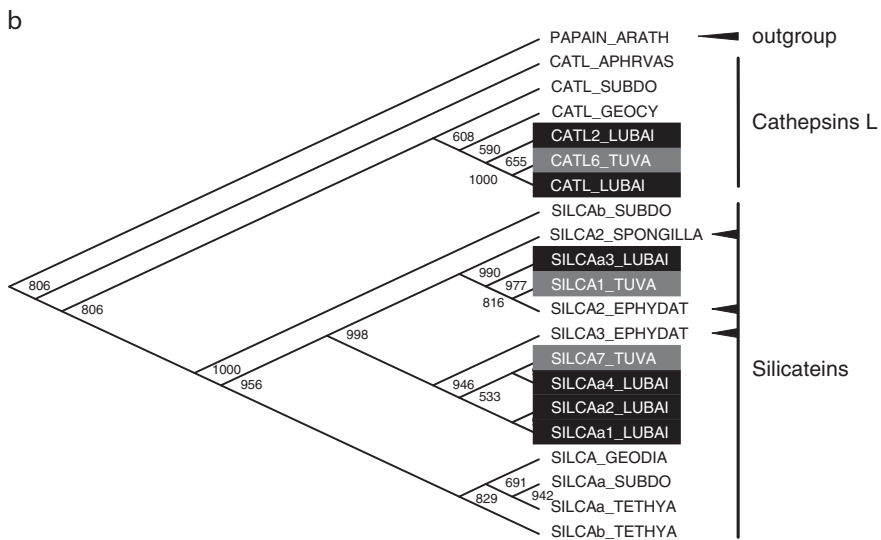 b
PAPAIN_ARATH
outgroup
CATL_APHRVAS
CATL_SUBDO
CATL_GEOCY
Cathepsins L
608
CATL2_LUBAI
590
CATL6_TUVA
655
1000
CATL_LUBAI
SILCAb_SUBDO
SILCA2_SPONGILLA
SILCAa3_LUBAI
990
SILCA1_TUVA
977
806
816
SILCA2_EPHYDAT
806
998
SILCA3_EPHYDAT
SILCA7_TUVA
Silicateins
1000
956
946
SILCAa4_LUBAI
533
SILCAa2_LUBAI
SILCAa1_LUBAI
SILCA_GEODIA
691
SILCAa_SUBDO
829
942
SILCAa_TETHYA
SILCAb_TETHYA